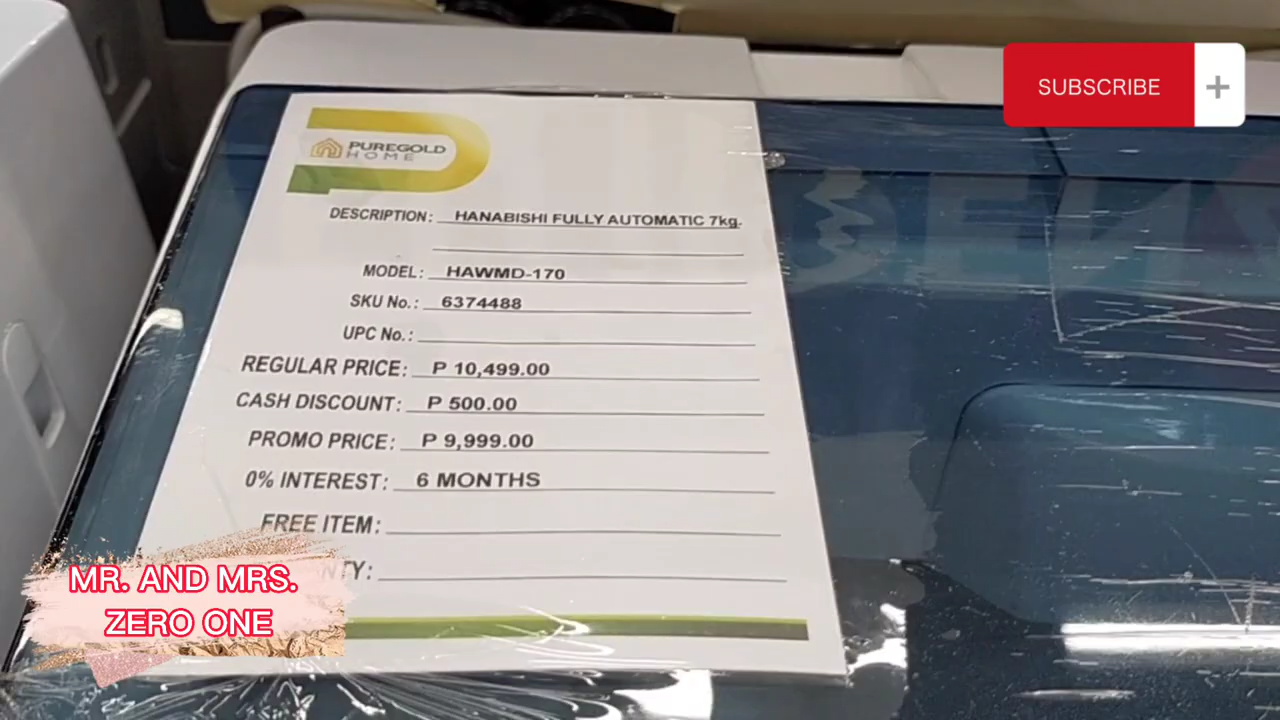 SUBSCRIBE +
PUREGOLD
HOME
DESCRIPTION: HANABISHI FULLY AUTOMATIC 7kg.
MODEL: HAWMD-170
SKU No.: 6374488
UPC No.:
REGULAR PRICE: P 10,499.00
CASH DISCOUNT: P 500.00
PROMO PRICE: P 9,999.00
0% INTEREST: 6 MONTHS
FREE ITEM:
NTY:
MR. AND MRS.
ZERO ONE